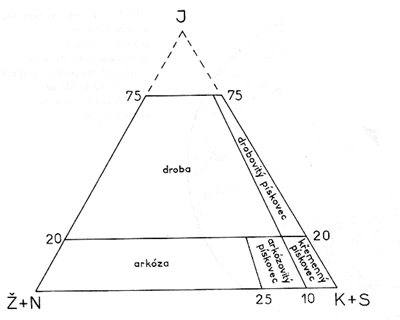 J
75 75
droba
drobovitý pískovec
20 20
arkóza
arkózovitý
pískovec
křemenný
pískovec
Ž+N 25 10 K+S